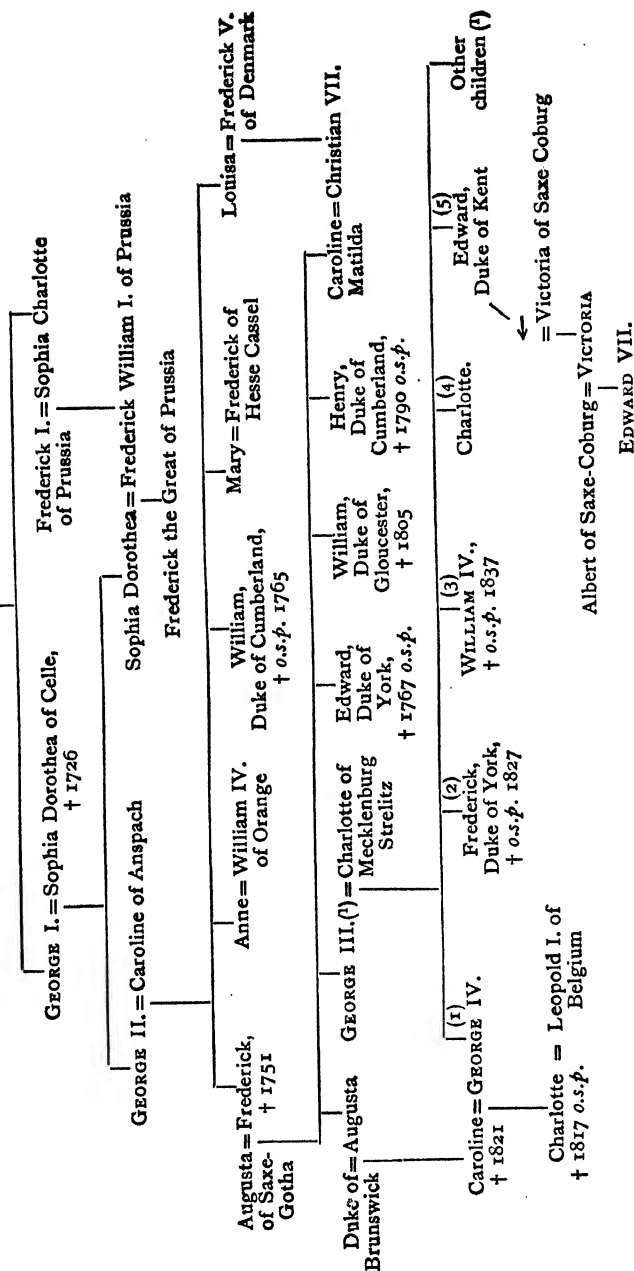 GEORGE I. = Sophia Dorothea of Celle,
† 1726
Frederick I. = Sophia Charlotte
of Prussia
GEORGE II. = Caroline of Anspach
Sophia Dorothea = Frederick William I. of Prussia
Frederick the Great of Prussia
Augusta = Frederick,
of Saxe- † 1751
Gotha
Anne = William IV.
of Orange
William,
Duke of Cumberland,
† o.s.p. 1765
Mary = Frederick of
Hesse Cassel
Louisa = Frederick V.
of Denmark
Duke of = Augusta
Brunswick
GEORGE III.(¹) = Charlotte of
Mecklenburg
Strelitz
Edward,
Duke of
York,
† 1767 o.s.p.
William,
Duke of
Gloucester,
† 1805
Henry,
Duke of
Cumberland,
† 1790 o.s.p.
Caroline = Christian VII.
Matilda
(1)
Caroline = GEORGE IV.
† 1821
(2)
Frederick,
Duke of York,
† o.s.p. 1827
(3)
WILLIAM IV.,
† o.s.p. 1837
(4)
Charlotte.
(5)
Edward,
Duke of Kent
Other
children (¹)
Charlotte = Leopold I. of
† 1817 o.s.p. Belgium
= Victoria of Saxe Coburg
Albert of Saxe-Coburg = VICTORIA
EDWARD VII.